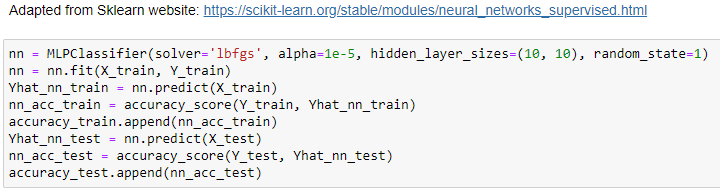 Adapted from Sklearn website: https://scikit-learn.org/stable/modules/neural_networks_supervised.html
nn = MLPClassifier(solver='lbfgs', alpha=1e-5, hidden_layer_sizes=(10, 10), random_state=1)
nn = nn.fit(X_train, Y_train)
Yhat_nn_train = nn.predict(X_train)
nn_acc_train = accuracy_score(Y_train, Yhat_nn_train)
accuracy_train.append(nn_acc_train)
Yhat_nn_test = nn.predict(X_test)
nn_acc_test = accuracy_score(Y_test, Yhat_nn_test)
accuracy_test.append(nn_acc_test)